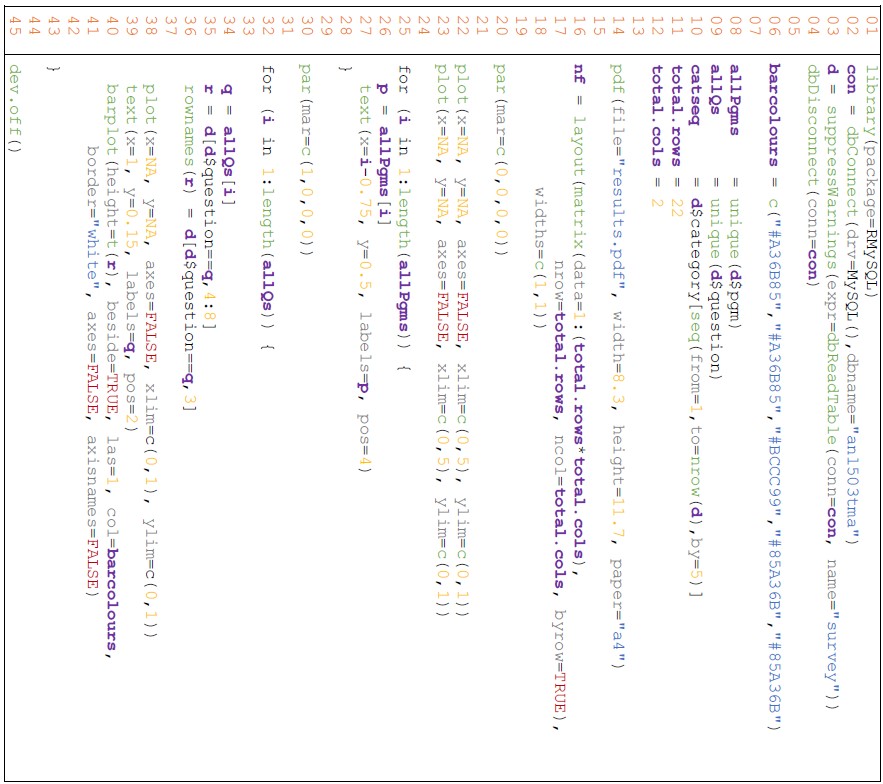 01 library(package=RMySQL)
02 con = dbConnect(drv=MySQL(),dbname="anl503tma")
03 d = suppressWarnings(expr=dbReadTable(conn=con, name="survey"))
04 dbDisconnect(conn=con)
05
06 barcolours = c("#A36B85","#A36B85","#BCCC99","#85A36B","#85A36B")
07
08 allPgms    = unique(d$pgm)
09 allQs      = unique(d$question)
10 catseq     = d$category[seq(from=1,to=nrow(d),by=5)]
11 total.rows = 22
12 total.cols = 2
13
14 pdf(file="results.pdf", width=8.3, height=11.7, paper="a4")
15
16 nf = layout(matrix(data=1:(total.rows*total.cols),
17                    nrow=total.rows, ncol=total.cols, byrow=TRUE),
18             widths=c(1,1))
19
20 par(mar=c(0,0,0,0))
21
22 plot(x=NA, y=NA, axes=FALSE, xlim=c(0,5), ylim=c(0,1))
23 plot(x=NA, y=NA, axes=FALSE, xlim=c(0,5), ylim=c(0,1))
24
25 for (i in 1:length(allPgms)) {
26   p = allPgms[i]
27   text(x=i-0.75, y=0.5, labels=p, pos=4)
28 }
29
30 par(mar=c(1,0,0,0))
31
32 for (i in 1:length(allQs)) {
33
34   q = allQs[i]
35   r = d[d$question==q,4:8]
36   rownames(r) = d[d$question==q,3]
37
38   plot(x=NA, y=NA, axes=FALSE, xlim=c(0,1), ylim=c(0,1))
39   text(x=1, y=0.15, labels=q, pos=2)
40   barplot(height=t(r), beside=TRUE, las=1, col=barcolours,
41         border="white", axes=FALSE, axisnames=FALSE)
42
43 }
44
45 dev.off()